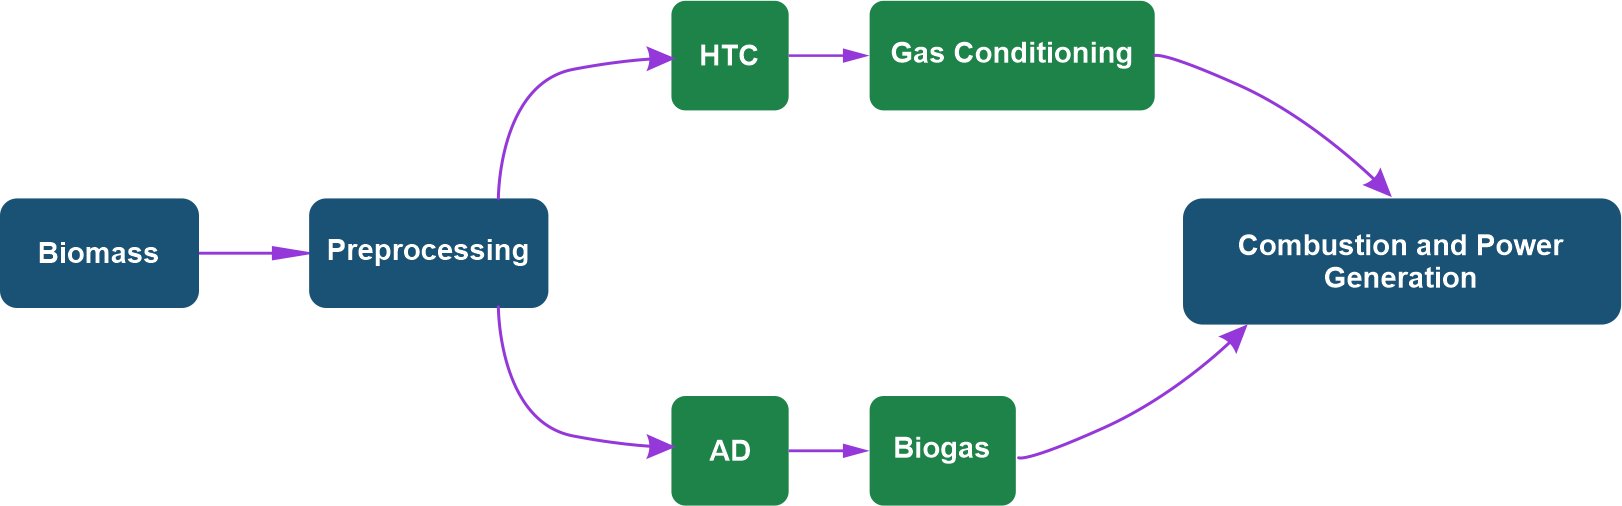 HTC
Gas Conditioning
Biomass
Preprocessing
Combustion and Power
Generation
AD
Biogas